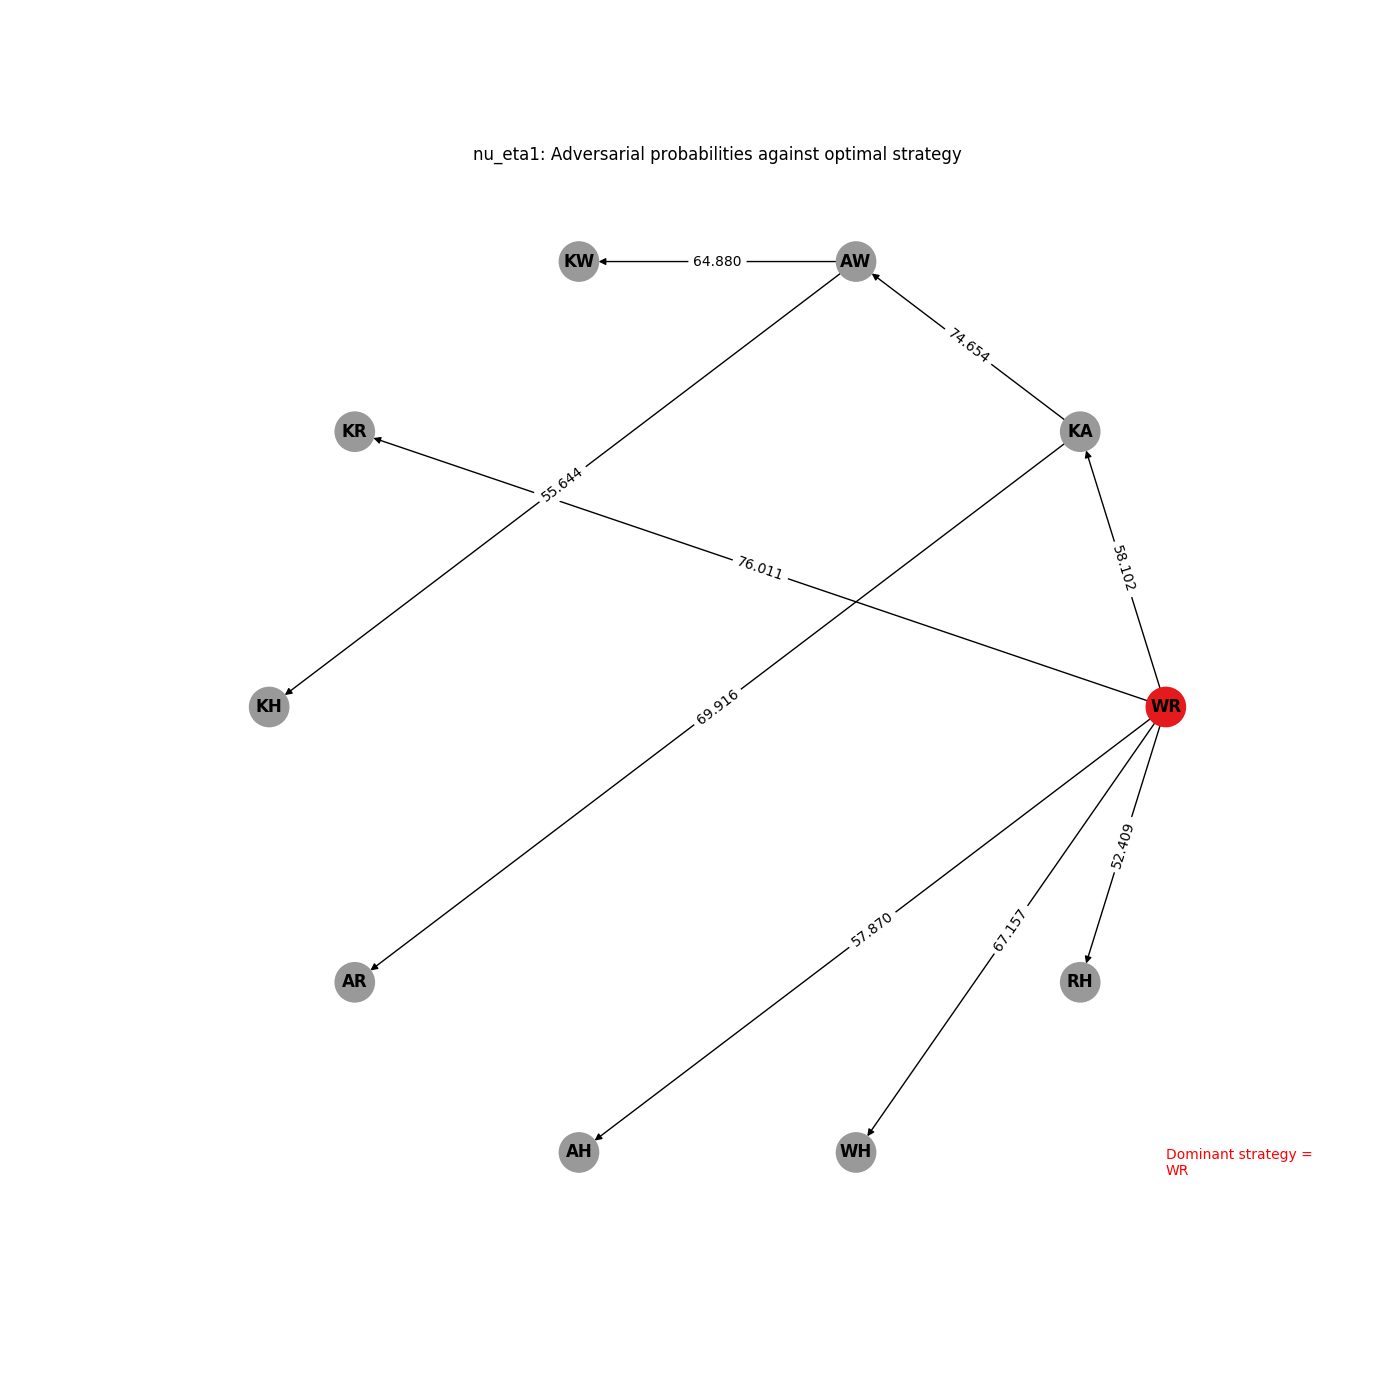 nu_eta1: Adversarial probabilities against optimal strategy
KW
64.880
AW
74.654
KR
KA
55.644
76.011
58.102
KH
69.916
WR
52.409
57.870
67.157
AR
RH
AH
WH
Dominant strategy =
WR